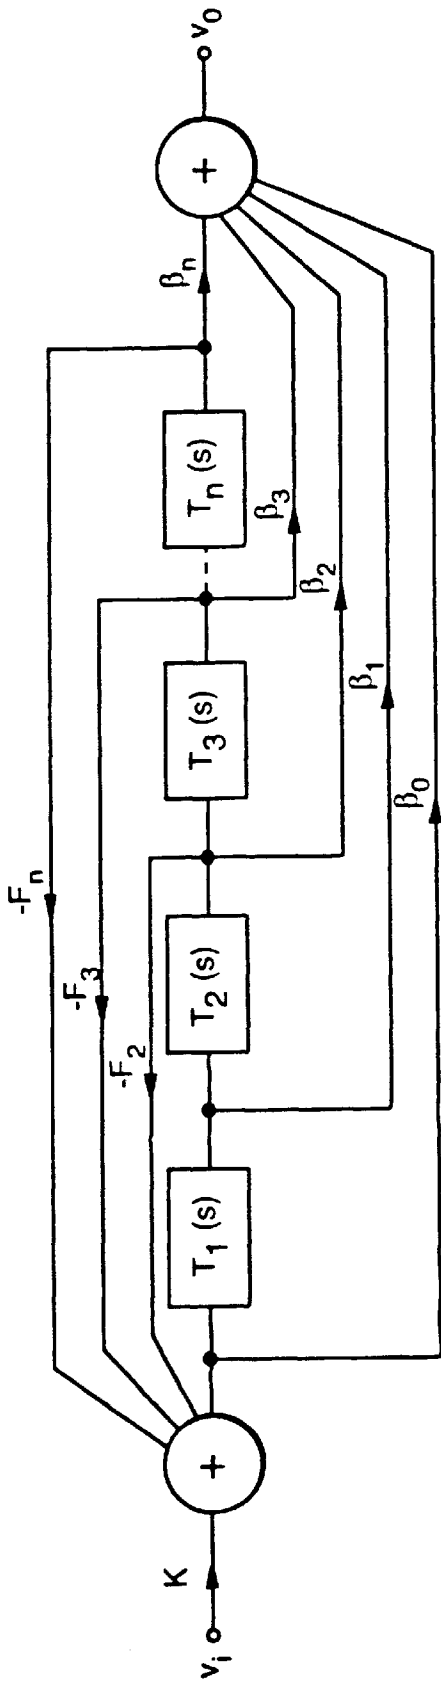 v_i
K
+
T_1(s)
T_2(s)
T_3(s)
T_n(s)
+
v_0
-F_2
-F_3
-F_n
β_n
β_3
β_2
β_1
β_0